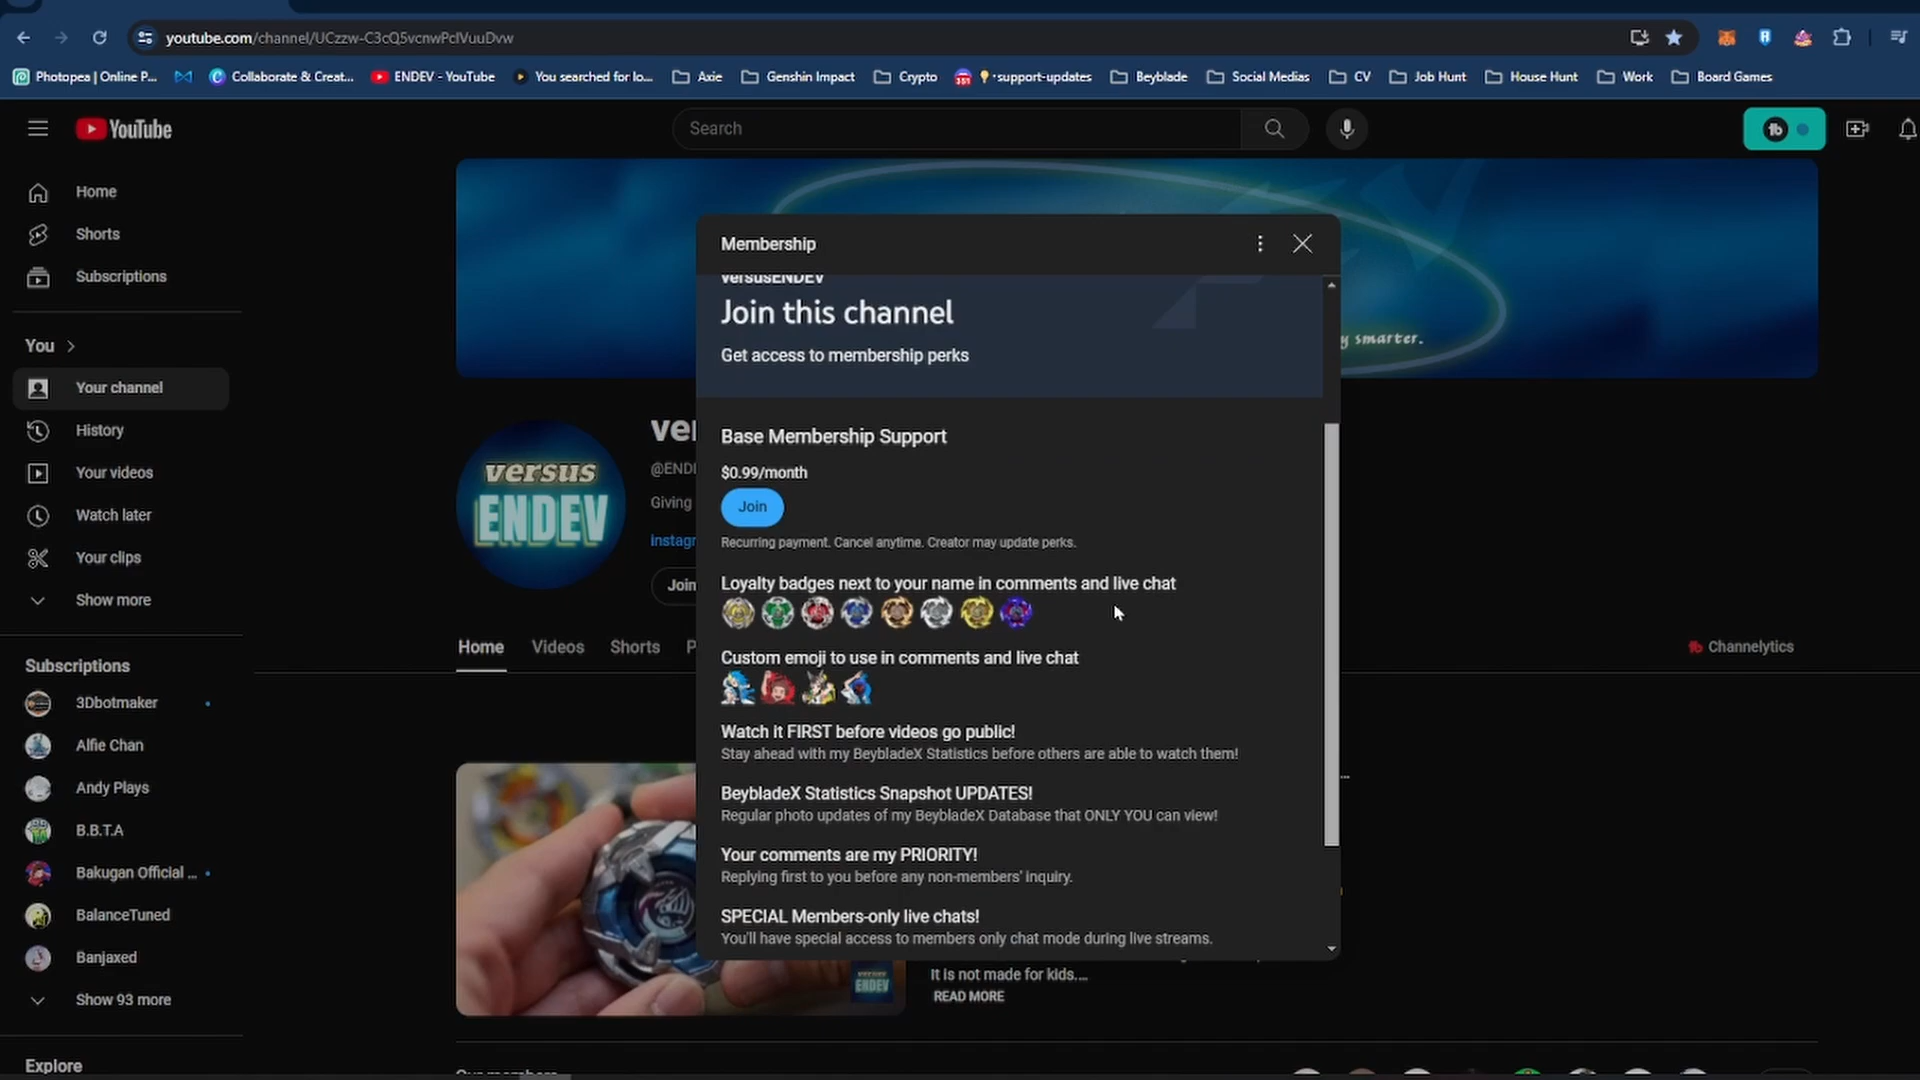 youtube.com/channel/UCzzw-C3cQ5vcnwPcIVuuDvw
Photopea | Online P...
Collaborate & Creat...
ENDEV - YouTube
You searched for lo...
Axie
Genshin Impact
Crypto
•support-updates
Beyblade
Social Medias
CV
Job Hunt
House Hunt
Work
Board Games
YouTube
Search
Home
Shorts
Subscriptions
You
Your channel
History
Your videos
Watch later
Your clips
Show more
Subscriptions
3Dbotmaker
Alfie Chan
Andy Plays
B.B.T.A
Bakugan Official ...
BalanceTuned
Banjaxed
Show 93 more
Explore
y smarter.
versus
ENDEV
ver
@ENDE
Giving
instagr
Join
Home
Videos
Shorts
P
Channelytics
Membership
versusENDEV
Join this channel
Get access to membership perks
Base Membership Support
$0.99/month
Join
Recurring payment. Cancel anytime. Creator may update perks.
Loyalty badges next to your name in comments and live chat
Custom emoji to use in comments and live chat
Watch it FIRST before videos go public!
Stay ahead with my BeybladeX Statistics before others are able to watch them!
BeybladeX Statistics Snapshot UPDATES!
Regular photo updates of my BeybladeX Database that ONLY YOU can view!
Your comments are my PRIORITY!
Replying first to you before any non-members' inquiry.
SPECIAL Members-only live chats!
You'll have special access to members only chat mode during live streams.
versus
ENDEV
It is not made for kids....
READ MORE